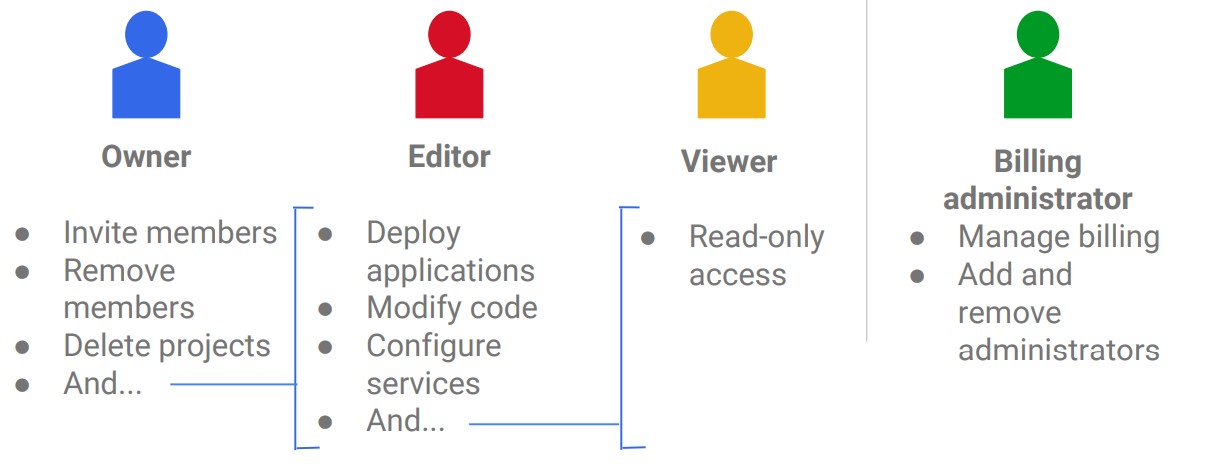 Owner
● Invite members
● Remove
members
● Delete projects
● And...
Editor
● Deploy
applications
● Modify code
● Configure
services
● And...
Viewer
● Read-only
access
Billing
administrator
● Manage billing
● Add and
remove
administrators